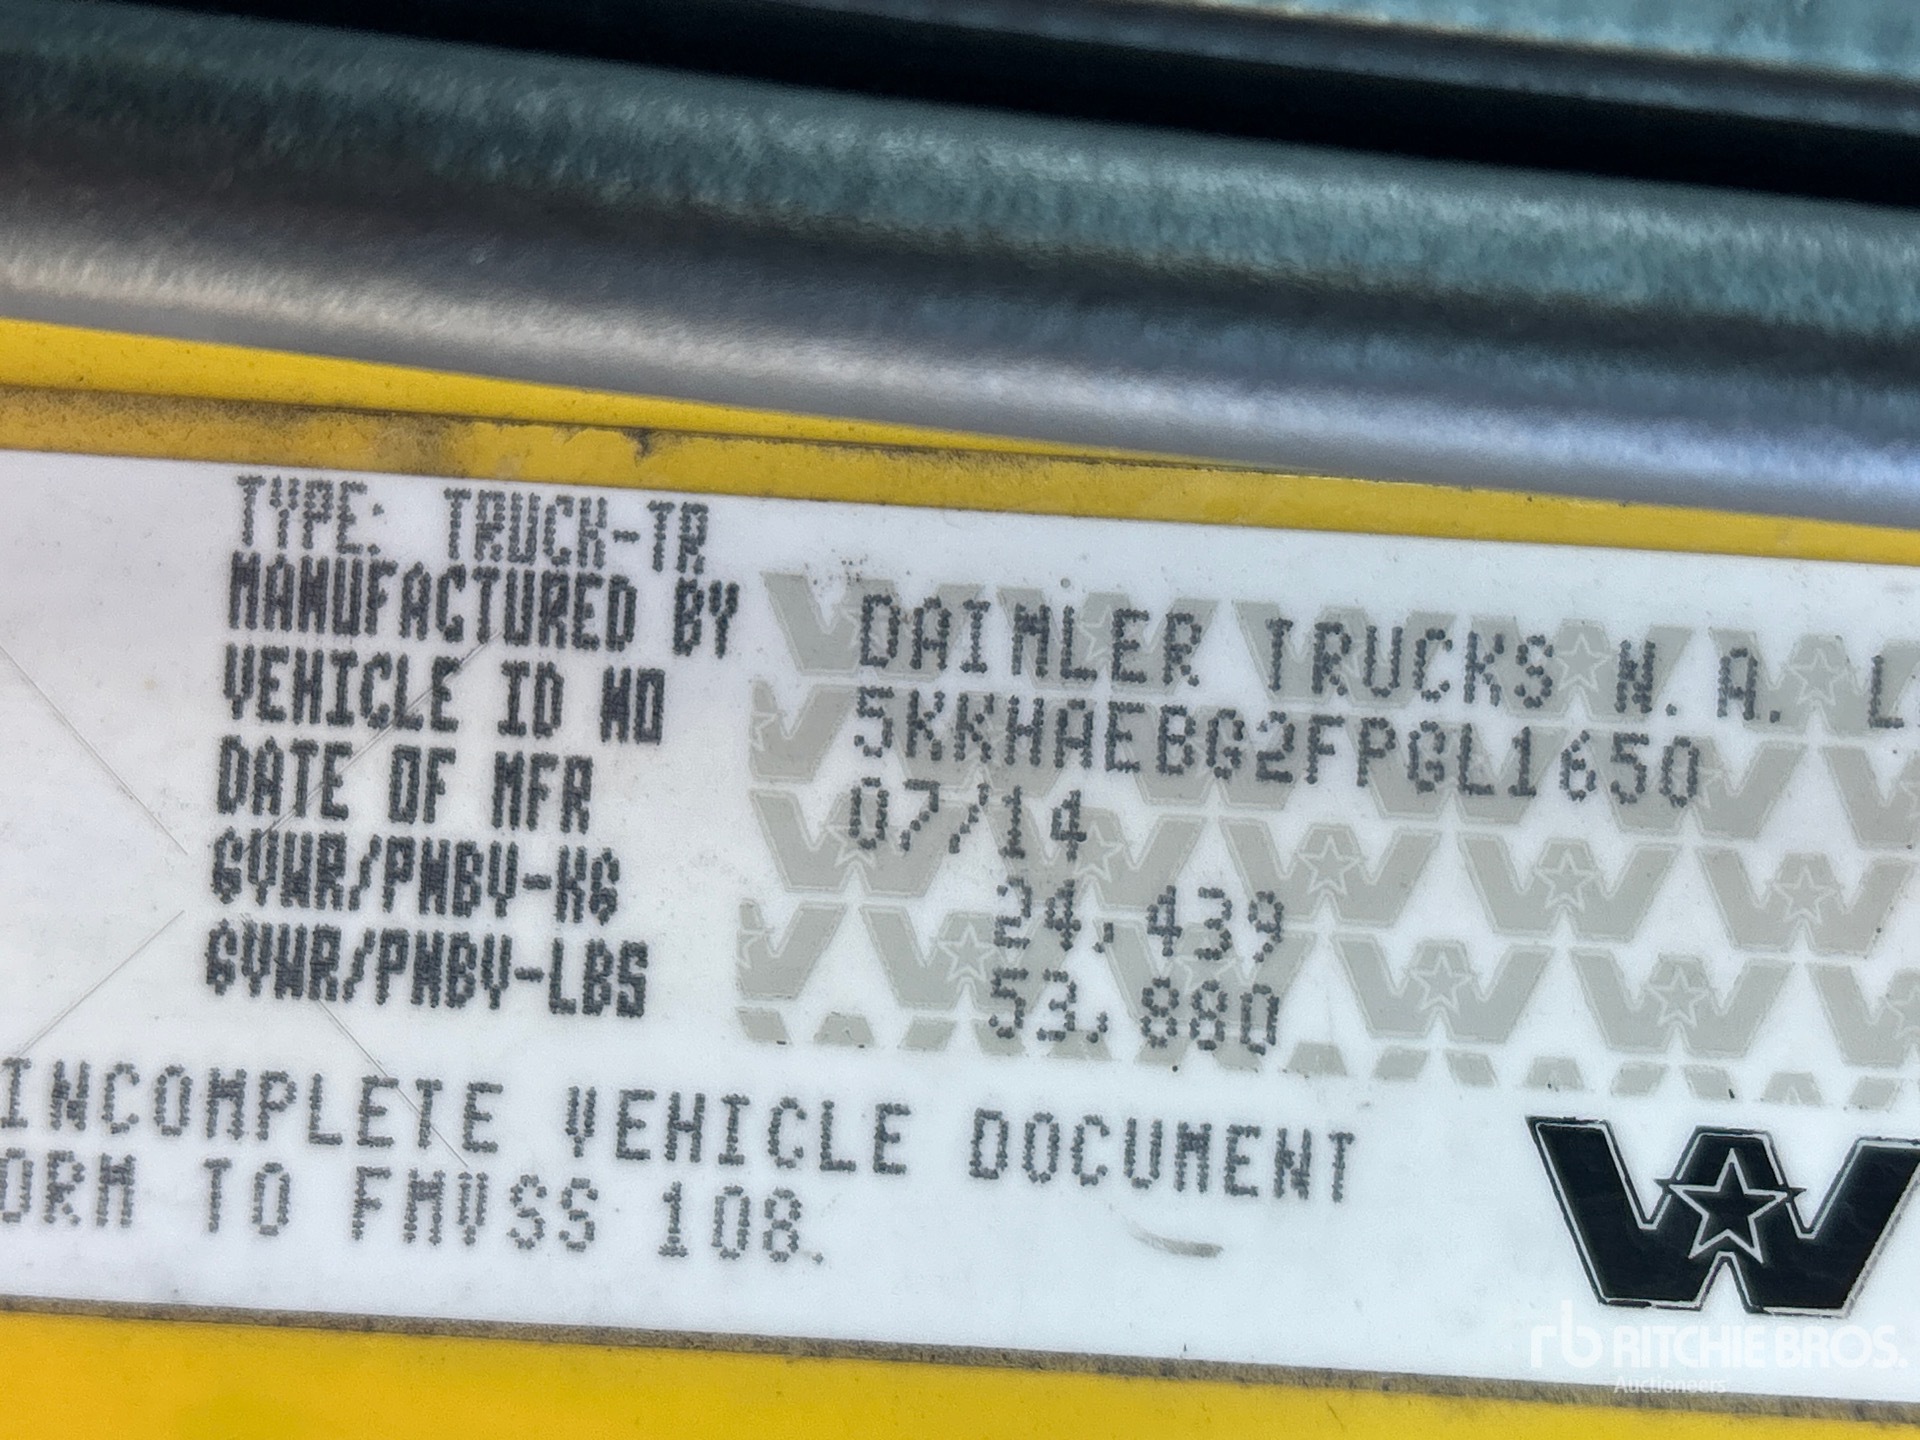 TYPE: TRUCK-TR
MANUFACTURED BY DAIMLER TRUCKS N.A. L
VEHICLE ID NO 5KKHAEBG2FPGL1650
DATE OF MFR 07/14
GVWR/PNBV-KG 24,439
GVWR/PNBV-LBS 53,880
INCOMPLETE VEHICLE DOCUMENT
ORM TO FMVSS 108.
rb RITCHIE BROS.
Auctioneers